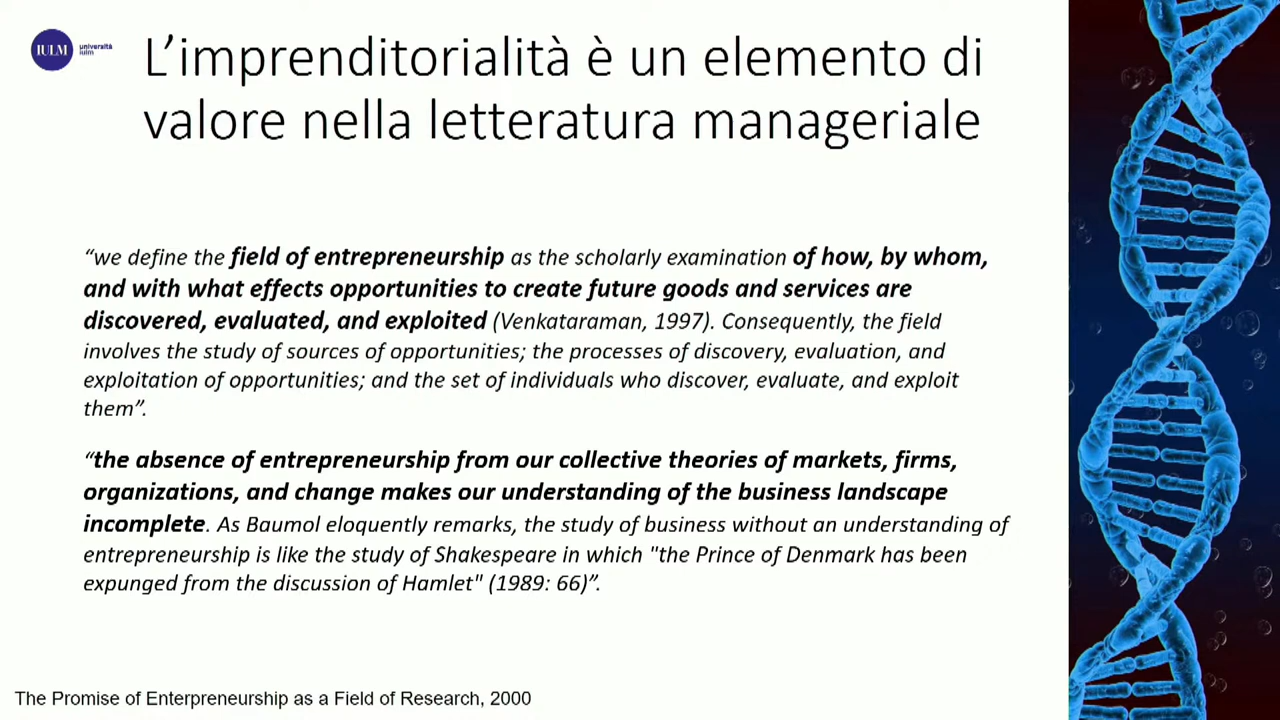 IULM
università
iulm
L’imprenditorialità è un elemento di
valore nella letteratura manageriale
“we define the field of entrepreneurship as the scholarly examination of how, by whom,
and with what effects opportunities to create future goods and services are
discovered, evaluated, and exploited (Venkataraman, 1997). Consequently, the field
involves the study of sources of opportunities; the processes of discovery, evaluation, and
exploitation of opportunities; and the set of individuals who discover, evaluate, and exploit
them”.
“the absence of entrepreneurship from our collective theories of markets, firms,
organizations, and change makes our understanding of the business landscape
incomplete. As Baumol eloquently remarks, the study of business without an understanding of
entrepreneurship is like the study of Shakespeare in which "the Prince of Denmark has been
expunged from the discussion of Hamlet" (1989: 66)”.
The Promise of Enterpreneurship as a Field of Research, 2000